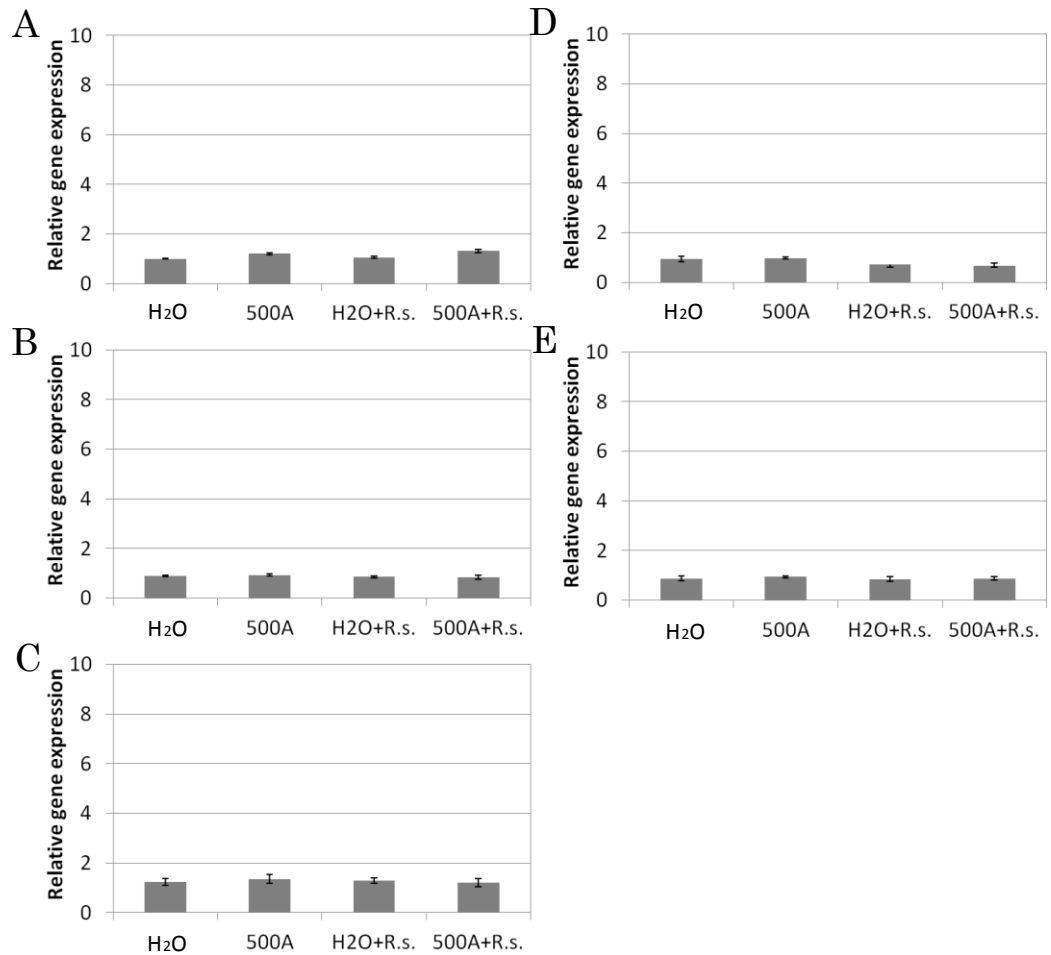 A
Relative gene expression
10
8
6
4
2
0
H₂O 500A H2O+R.s. 500A+R.s.
B
Relative gene expression
10
8
6
4
2
0
H₂O 500A H2O+R.s. 500A+R.s.
C
Relative gene expression
10
8
6
4
2
0
H₂O 500A H2O+R.s. 500A+R.s.
D
Relative gene expression
10
8
6
4
2
0
H₂O 500A H2O+R.s. 500A+R.s.
E
Relative gene expression
10
8
6
4
2
0
H₂O 500A H2O+R.s. 500A+R.s.